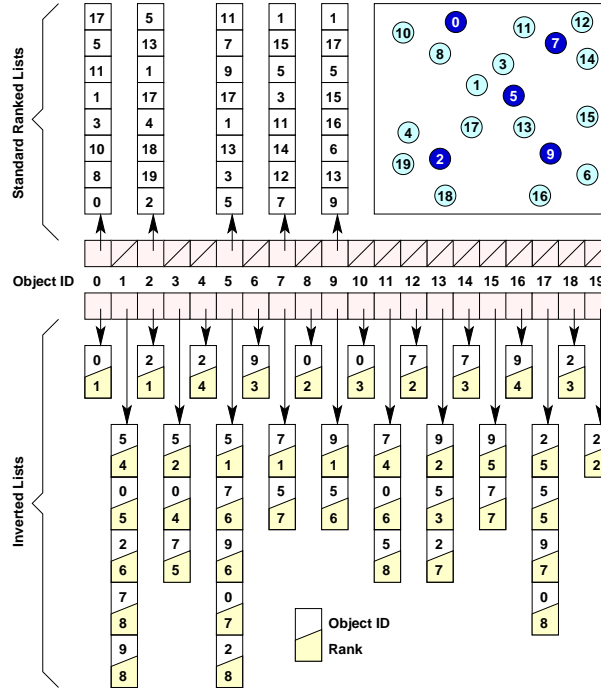 Standard Ranked Lists
17 5 11 1 1
5 13 7 15 17
11 1 9 5 5
1 17 17 3 15
3 4 1 11 16
10 18 13 14 6
8 19 3 12 13
0 2 5 7 9
0 11 12
10 7
8 3 14
1 5
4 17 13 15
19 2 9 6
18 16
Object ID 0 1 2 3 4 5 6 7 8 9 10 11 12 13 14 15 16 17 18 19
Inverted Lists
0 2 2 9 0 0 7 7 9 2
1 1 4 3 2 3 2 3 4 3
5 5 5 7 9 7 9 9 2 2
4 2 1 1 1 4 2 5 5 2
0 0 7 5 5 0 5 7 5
5 4 6 7 6 6 3 7 5
2 7 9 5 2 9
6 5 6 8 7 7
7 0 0
8 7 8
9 2
8 8
Object ID
Rank